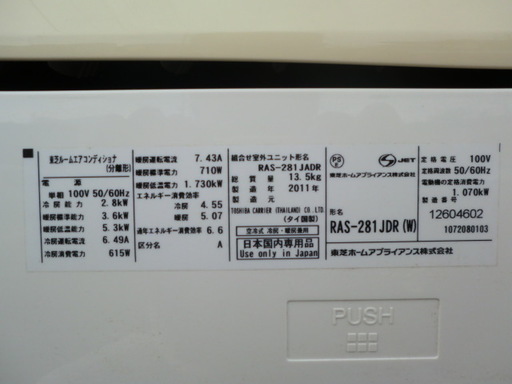 東芝ルームエアコンディショナ
(分離形)
電源
単相 100V 50/60Hz
冷房能力 2.8kW
暖房標準能力 3.6kW
暖房低温能力 5.3kW
冷房運転電流 6.49A
冷房消費電力 615W
暖房運転電流 7.43A
暖房標準電力 710W
暖房低温電力 1.730kW
エネルギー消費効率
冷房 4.55
暖房 5.07
通年エネルギー消費効率 6.6
区分名 A
組合せ室外ユニット形名
RAS-281JADR
総質量 13.5kg
製造年 2011年
製造元
TOSHIBA CARRIER (THAILAND) CO. LTD.
(タイ国製)
空冷式 冷房・暖房兼用
日本国内専用品
Use only in Japan
PS
E
JET
東芝ホームアプライアンス株式会社
形名
RAS-281JDR(W)
東芝ホームアプライアンス株式会社
定格電圧 100V
定格周波数 50/60Hz
電動機の定格消費電力
1.070kW
製造番号
12604602
1072080103
PUSH